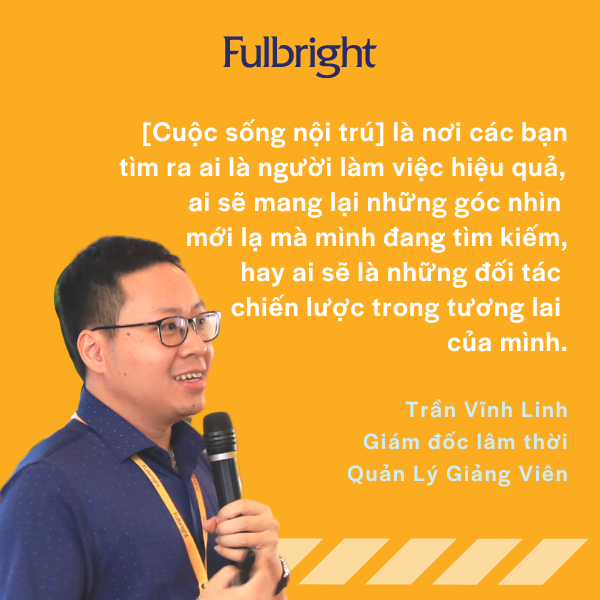 Fulbright
[Cuộc sống nội trú] là nơi các bạn
tìm ra ai là người làm việc hiệu quả,
ai sẽ mang lại những góc nhìn
mới lạ mà mình đang tìm kiếm,
hay ai sẽ là những đối tác
chiến lược trong tương lai
của mình.
Trần Vĩnh Linh
Giám đốc lâm thời
Quản Lý Giảng Viên
Fulbright